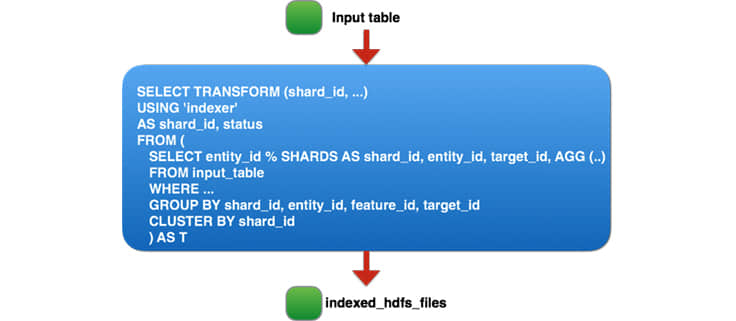 Input table
SELECT TRANSFORM (shard_id, ...)
USING 'indexer'
AS shard_id, status
FROM (
SELECT entity_id % SHARDS AS shard_id, entity_id, target_id, AGG (..)
FROM input_table
WHERE ...
GROUP BY shard_id, entity_id, feature_id, target_id
CLUSTER BY shard_id
) AS T
indexed_hdfs_files